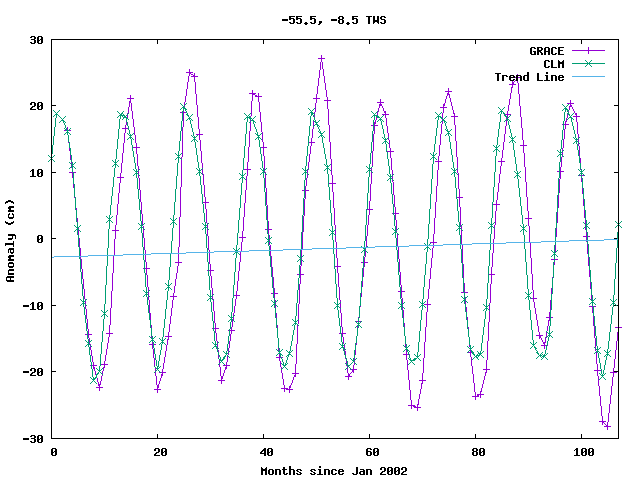 -55.5, -8.5 TWS
GRACE
CLM
Trend Line
30
20
10
0
-10
-20
-30
Anomaly (cm)
0 20 40 60 80 100
Months since Jan 2002